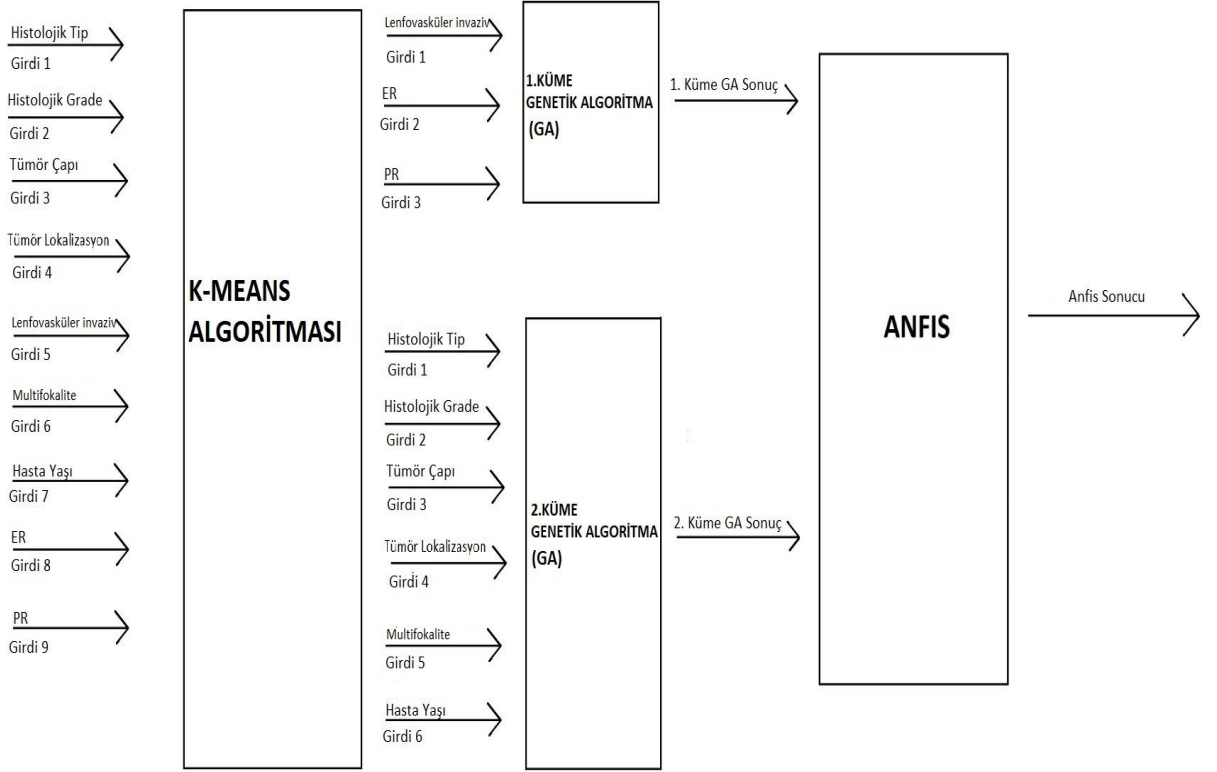 Histolojik Tip
Girdi 1
Histolojik Grade
Girdi 2
Tümör Çapı
Girdi 3
Tümör Lokalizasyon
Girdi 4
Lenfovasküler invaziv
Girdi 5
Multifokalite
Girdi 6
Hasta Yaşı
Girdi 7
ER
Girdi 8
PR
Girdi 9
K-MEANS
ALGORİTMASI
Lenfovasküler invaziv
Girdi 1
ER
Girdi 2
PR
Girdi 3
1.KÜME
GENETİK ALGORİTMA
(GA)
1. Küme GA Sonuç
Histolojik Tip
Girdi 1
Histolojik Grade
Girdi 2
Tümör Çapı
Girdi 3
Tümör Lokalizasyon
Girdi 4
Multifokalite
Girdi 5
Hasta Yaşı
Girdi 6
2.KÜME
GENETİK ALGORİTMA
(GA)
2. Küme GA Sonuç
ANFIS
Anfis Sonucu